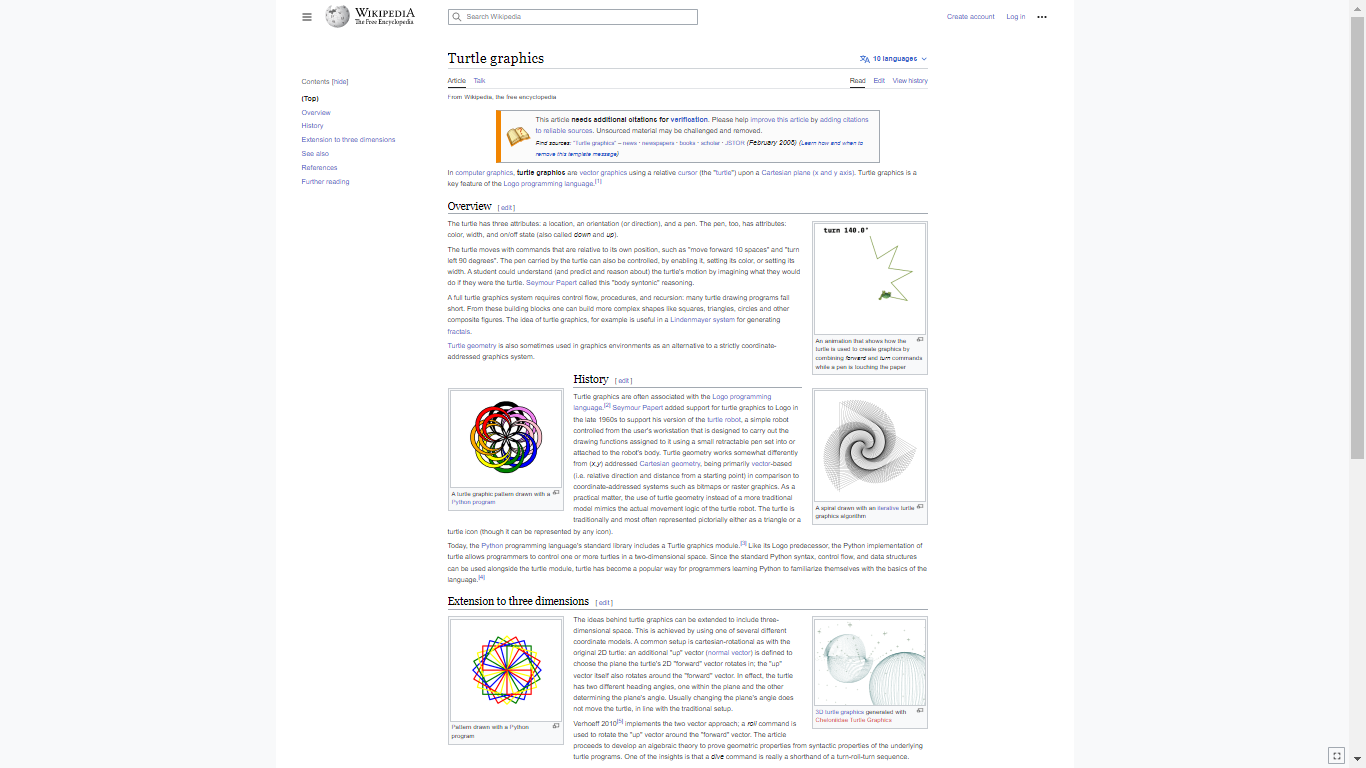 WIKIPEDIA
The Free Encyclopedia
Search Wikipedia
Create account
Log in
Turtle graphics
10 languages
Contents [hide]
(Top)
Overview
History
Extension to three dimensions
See also
References
Further reading
Article Talk
Read Edit View history
From Wikipedia, the free encyclopedia
This article needs additional citations for verification. Please help improve this article by adding citations
to reliable sources. Unsourced material may be challenged and removed.
Find sources: "Turtle graphics" – news · newspapers · books · scholar · JSTOR (February 2008) (Learn how and when to
remove this template message)
In computer graphics, turtle graphics are vector graphics using a relative cursor (the "turtle") upon a Cartesian plane (x and y axis). Turtle graphics is a
key feature of the Logo programming language.[1]
Overview [ edit ]
The turtle has three attributes: a location, an orientation (or direction), and a pen. The pen, too, has attributes:
color, width, and on/off state (also called down and up).
The turtle moves with commands that are relative to its own position, such as "move forward 10 spaces" and "turn
left 90 degrees". The pen carried by the turtle can also be controlled, by enabling it, setting its color, or setting its
width. A student could understand (and predict and reason about) the turtle's motion by imagining what they would
do if they were the turtle. Seymour Papert called this "body syntonic" reasoning.
A full turtle graphics system requires control flow, procedures, and recursion: many turtle drawing programs fall
short. From these building blocks one can build more complex shapes like squares, triangles, circles and other
composite figures. The idea of turtle graphics, for example is useful in a Lindenmayer system for generating
fractals.
Turtle geometry is also sometimes used in graphics environments as an alternative to a strictly coordinate-
addressed graphics system.
turn 140.0°
An animation that shows how the
turtle is used to create graphics by
combining forward and turn commands
while a pen is touching the paper
History [ edit ]
A turtle graphic pattern drawn with a
Python program
Turtle graphics are often associated with the Logo programming
language.[2] Seymour Papert added support for turtle graphics to Logo in
the late 1960s to support his version of the turtle robot, a simple robot
controlled from the user's workstation that is designed to carry out the
drawing functions assigned to it using a small retractable pen set into or
attached to the robot's body. Turtle geometry works somewhat differently
from (x,y) addressed Cartesian geometry, being primarily vector-based
(i.e. relative direction and distance from a starting point) in comparison to
coordinate-addressed systems such as bitmaps or raster graphics. As a
practical matter, the use of turtle geometry instead of a more traditional
model mimics the actual movement logic of the turtle robot. The turtle is
traditionally and most often represented pictorially either as a triangle or a
turtle icon (though it can be represented by any icon).
A spiral drawn with an iterative turtle
graphics algorithm
Today, the Python programming language's standard library includes a Turtle graphics module.[3] Like its Logo predecessor, the Python implementation of
turtle allows programmers to control one or more turtles in a two-dimensional space. Since the standard Python syntax, control flow, and data structures
can be used alongside the turtle module, turtle has become a popular way for programmers learning Python to familiarize themselves with the basics of the
language.[4]
Extension to three dimensions [ edit ]
Pattern drawn with a Python
program
The ideas behind turtle graphics can be extended to include three-
dimensional space. This is achieved by using one of several different
coordinate models. A common setup is cartesian-rotational as with the
original 2D turtle: an additional "up" vector (normal vector) is defined to
choose the plane the turtle's 2D "forward" vector rotates in; the "up"
vector itself also rotates around the "forward" vector. In effect, the turtle
has two different heading angles, one within the plane and the other
determining the plane's angle. Usually changing the plane's angle does
not move the turtle, in line with the traditional setup.
3D turtle graphics generated with
Cheloniidae Turtle Graphics
Verhoeff 2010[5] implements the two vector approach; a roll command is
used to rotate the "up" vector around the "forward" vector. The article
proceeds to develop an algebraic theory to prove geometric properties from syntactic properties of the underlying
turtle programs. One of the insights is that a dive command is really a shorthand of a turn-roll-turn sequence.